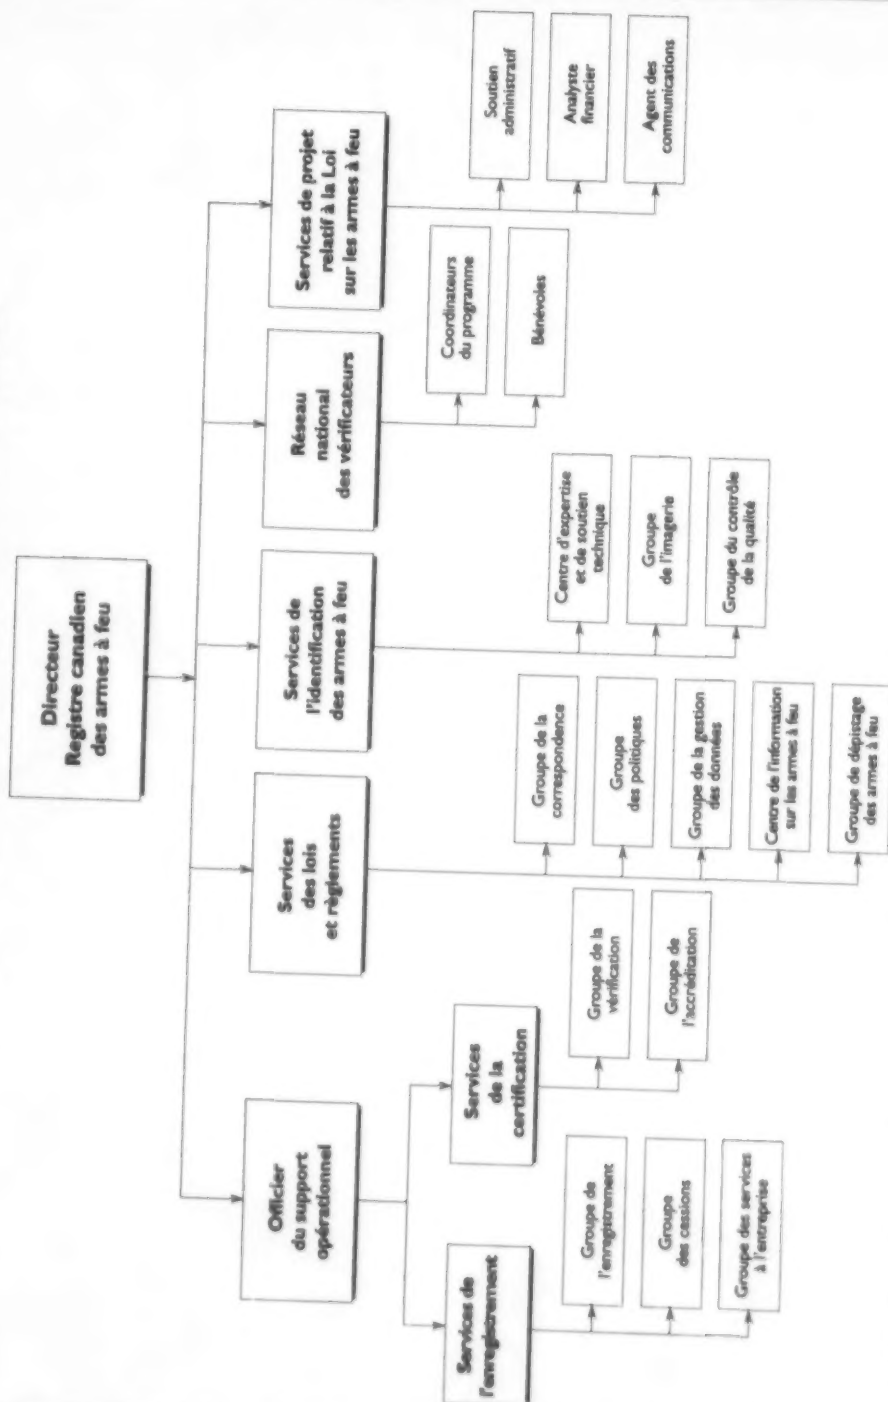 Directeur
Registre canadien
des armes à feu
Officier
du support
opérationnel
Services
des lois
et règlements
Services de
l'identification
des armes à feu
Réseau
national
des vérificateurs
Services de projet
relatif à la Loi
sur les armes à feu
Services de
l'enregistrement
Services
de la
certification
Groupe de
l'enregistrement
Groupe
des cessions
Groupe des services
à l'entreprise
Groupe de la
vérification
Groupe de
l'accréditation
Groupe de la
correspondence
Groupe
des politiques
Groupe de la gestion
des données
Centre de l'information
sur les armes à feu
Groupe de dépistage
des armes à feu
Centre d'expertise
et de soutien
technique
Groupe
de l'imagerie
Groupe du contrôle
de la qualité
Coordinateurs
du programme
Bénévoles
Soutien
administratif
Analyste
financier
Agent des
communications